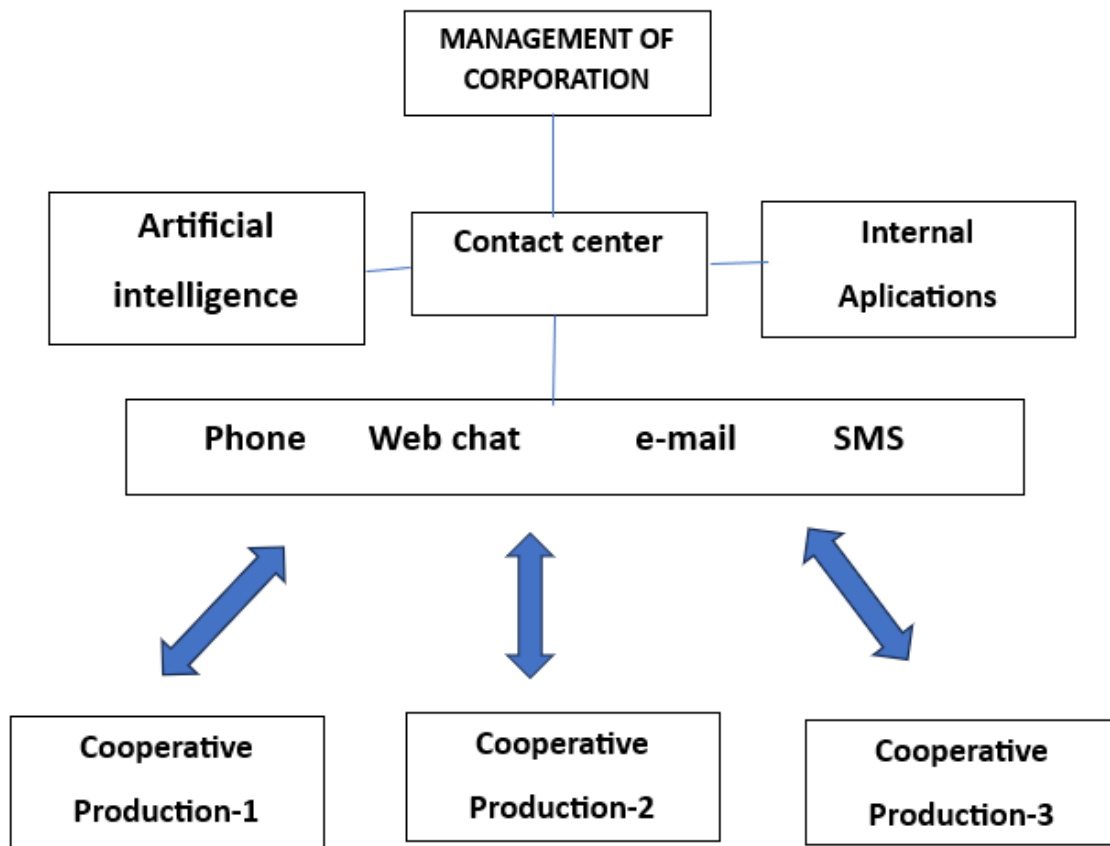 MANAGEMENT OF
CORPORATION
Artificial
intelligence
Contact center
Internal
Aplications
Phone Web chat e-mail SMS
Cooperative
Production-1
Cooperative
Production-2
Cooperative
Production-3